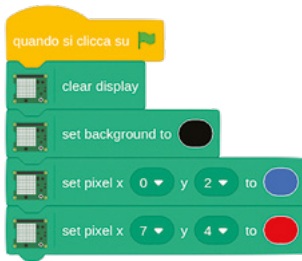 quando si clicca su
clear display
set background to
set pixel x 0 y 2 to
set pixel x 7 y 4 to